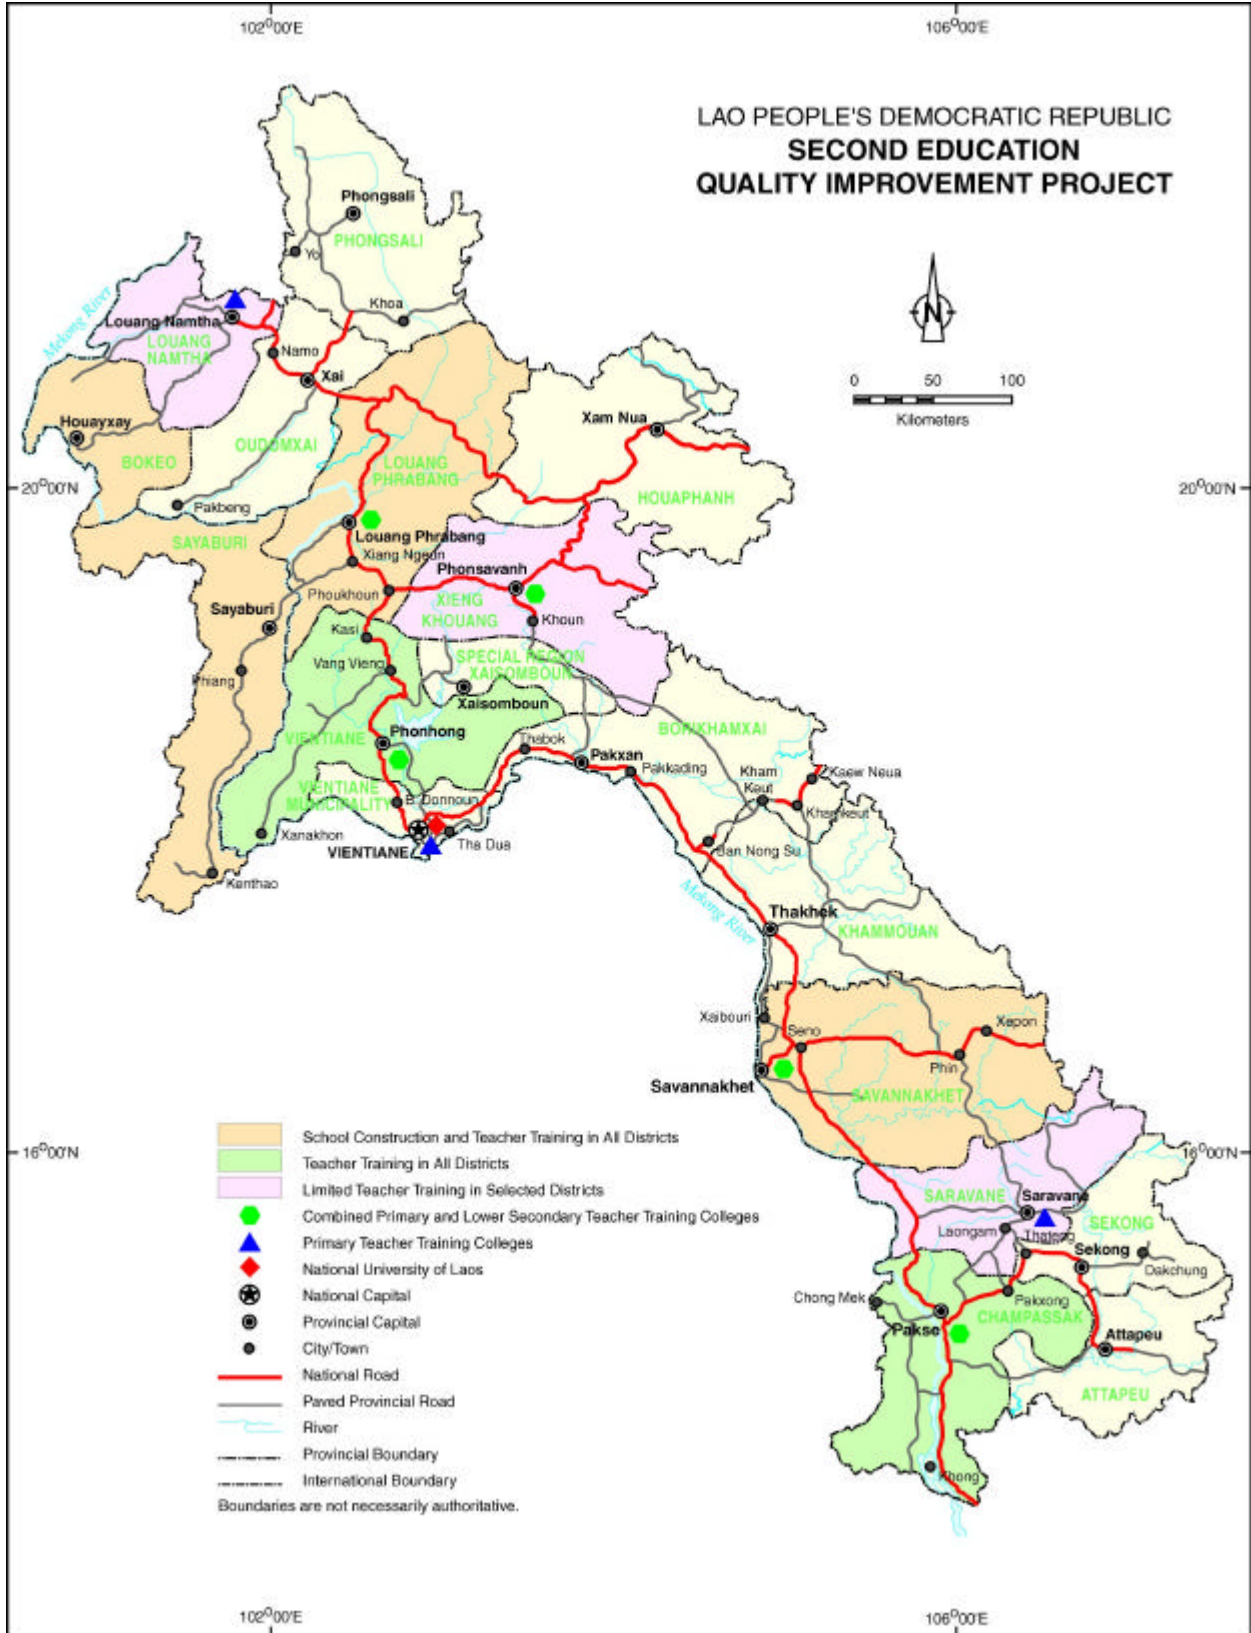 102°00'E
106°00'E
LAO PEOPLE'S DEMOCRATIC REPUBLIC
SECOND EDUCATION
QUALITY IMPROVEMENT PROJECT
Phongsali
PHONGSALI
Yo
Mekong River
Khoa
Louang Namtha
LOUANG
NAMTHA
Namo
Xai
N
0 50 100
Kilometers
Houayxay
BOKEO
OUDOMXAI
Xam Nua
LOUANG
PHRABANG
HOUAPHANH
20°00'N
20°00'N
Pakbeng
SAYABURI
Louang Phrabang
Xiang Ngeun
Phonsavanh
Phoukhoun
XIENG
KHOUANG
Sayaburi
Khoun
Kasi
SPECIAL REGION
XAISOMBOUN
Vang Vieng
Phiang
Xaisomboun
BORIKHAMXAI
Phonhong
VIENTIANE
Thabok
Pakxan
Pakkading
Kham
Keut
Kaew Neua
VIENTIANE
MUNICIPALITY
B. Donnoun
Khamkeut
Xanakhon
VIENTIANE
Tha Dua
Ban Nong Su
Kenthao
Mekong River
Thakhek
KHAMMOUAN
Xaibouri
Seno
Xepon
Phin
Savannakhet
SAVANNAKHET
School Construction and Teacher Training in All Districts
16°00'N
16°00'N
Teacher Training in All Districts
Limited Teacher Training in Selected Districts
SARAVANE
Saravane
Combined Primary and Lower Secondary Teacher Training Colleges
Laongam
Thateng
SEKONG
Primary Teacher Training Colleges
Sekong
National University of Laos
Dakchung
National Capital
Chong Mek
Pakxong
Provincial Capital
CHAMPASSAK
Pakse
City/Town
Attapeu
National Road
ATTAPEU
Paved Provincial Road
River
Provincial Boundary
Khong
International Boundary
Boundaries are not necessarily authoritative.
102°00'E
106°00'E